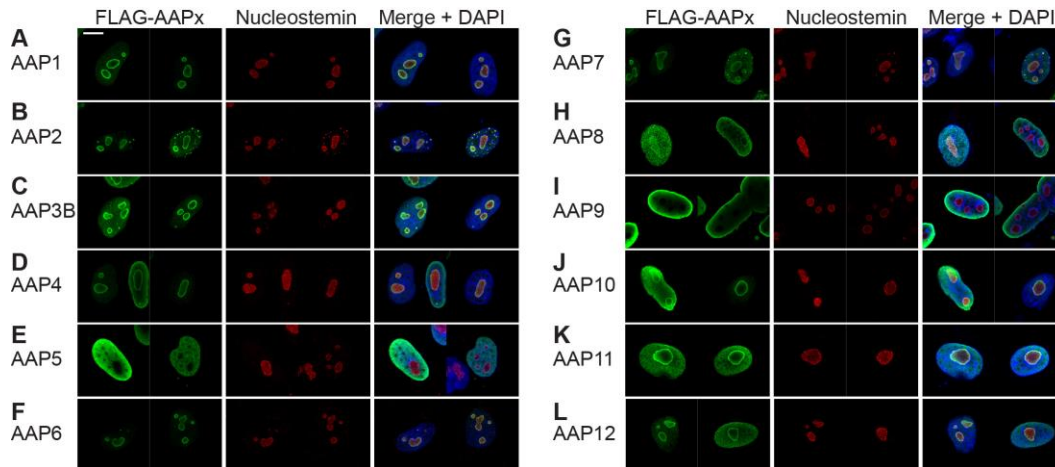 FLAG-AAPx Nucleostemin Merge + DAPI
A
AAP1
B
AAP2
C
AAP3B
D
AAP4
E
AAP5
F
AAP6
FLAG-AAPx Nucleostemin Merge + DAPI
G
AAP7
H
AAP8
I
AAP9
J
AAP10
K
AAP11
L
AAP12